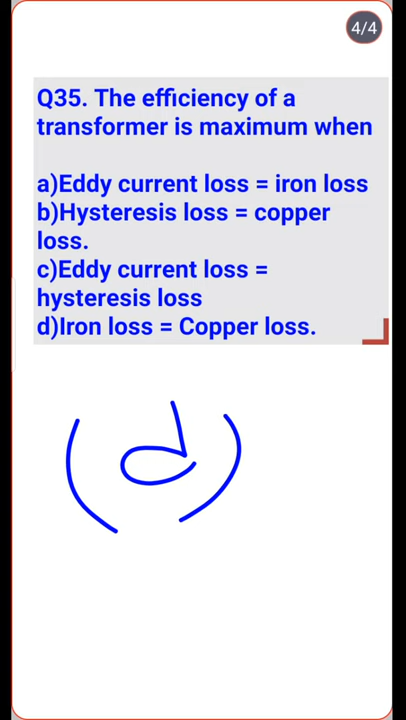 4/4
Q35. The efficiency of a
transformer is maximum when
a)Eddy current loss = iron loss
b)Hysteresis loss = copper
loss.
c)Eddy current loss =
hysteresis loss
d)Iron loss = Copper loss.
(d)